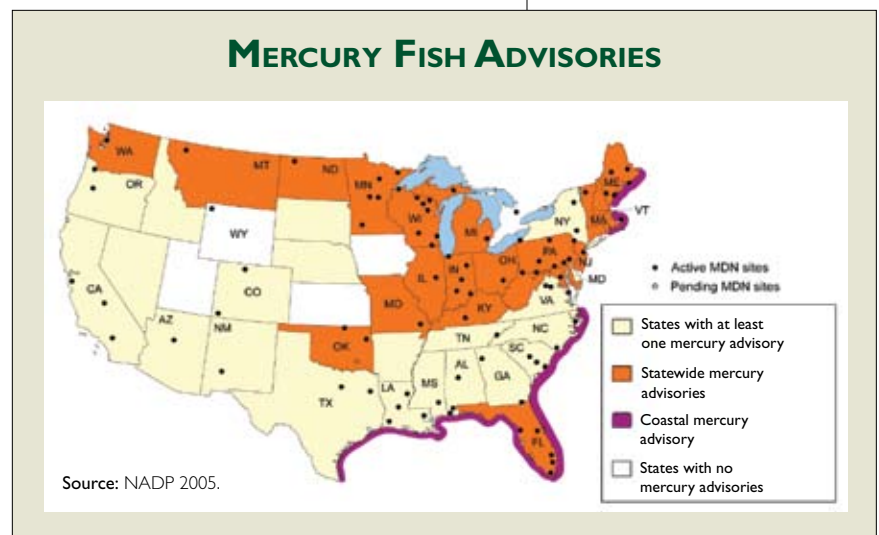 MERCURY FISH ADVISORIES
WA
MT
ND
MN
OR
WI
ME
VT
WY
MI
NY
MA
PA
NJ
OH
IN
IL
MD
CA
CO
VA
MO
KY
AZ
NM
OK
TN
NC
SC
TX
LA
MS
AL
GA
FL
Active MDN sites
Pending MDN sites
States with at least
one mercury advisory
Statewide mercury
advisories
Coastal mercury
advisory
States with no
mercury advisories
Source: NADP 2005.